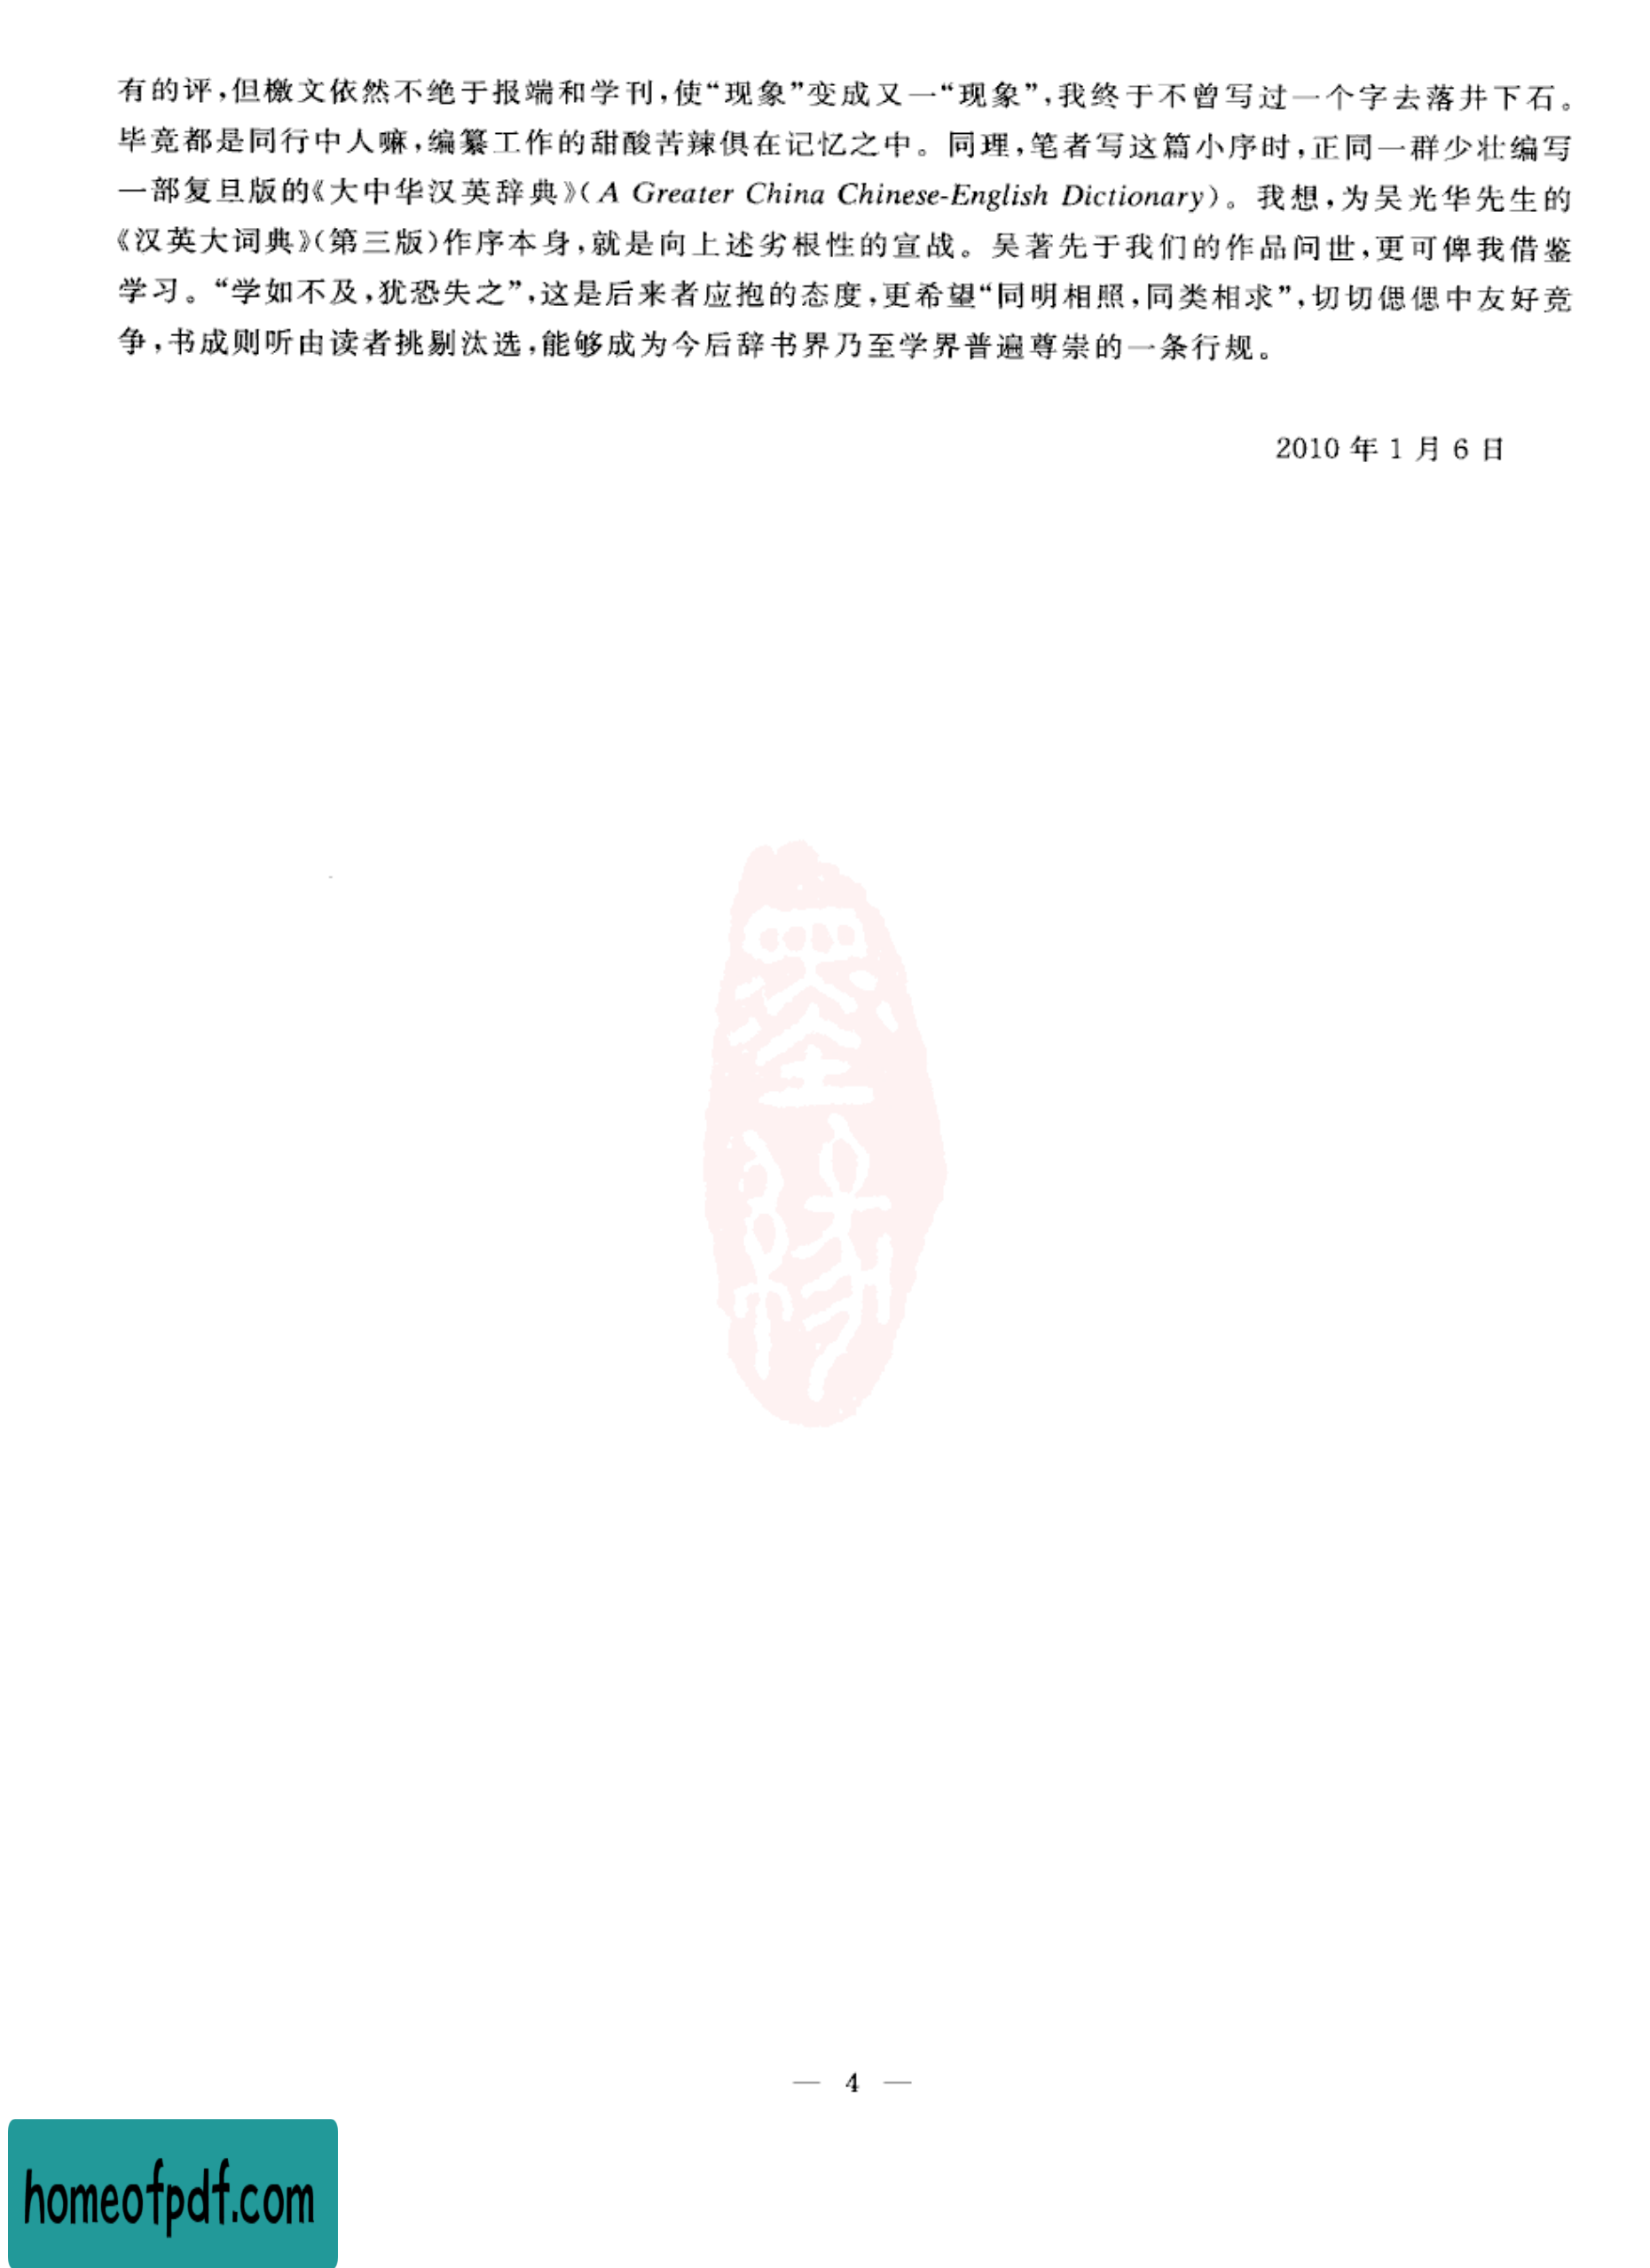 有的评,但檄文依然不绝于报端和学刊,使“现象”变成又一“现象”,我终于不曾写过一个字去落井下石。
毕竟都是同行中人嘛,编纂工作的甜酸苦辣俱在记忆之中。同理,笔者写这篇小序时,正同一群少壮编写
一部复旦版的《大中华汉英辞典》(A Greater China Chinese-English Dictionary)。我想,为吴光华先生的
《汉英大词典》(第三版)作序本身,就是向上述劣根性的宣战。吴著先于我们的作品问世,更可俾我借鉴
学习。“学如不及,犹恐失之”,这是后来者应抱的态度,更希望“同明相照,同类相求”,切切偲偲中友好竞
争,书成则听由读者挑剔汰选,能够成为今后辞书界乃至学界普遍尊崇的一条行规。
2010 年 1 月 6 日
— 4 —
homeofpdf.com